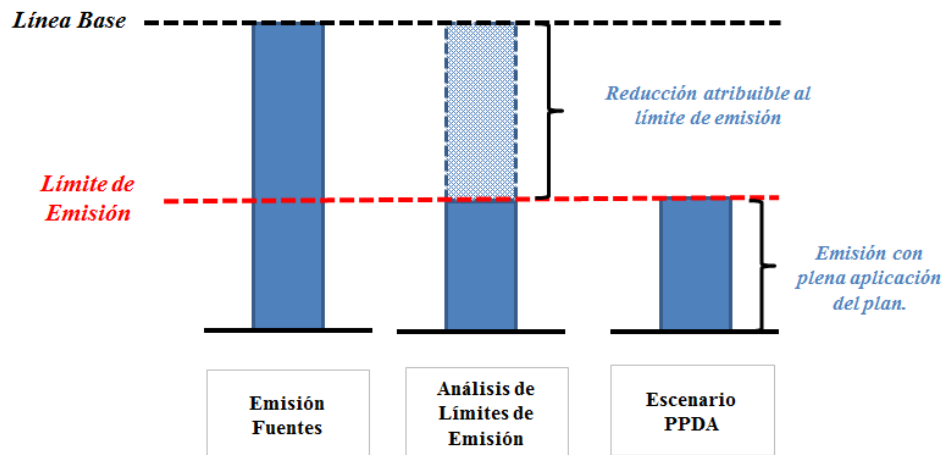 Línea Base
Reducción atribuible al
límite de emisión
Límite de
Emisión
Emisión con
plena aplicación
del plan.
Emisión
Fuentes
Análisis de
Límites de
Emisión
Escenario
PPDA